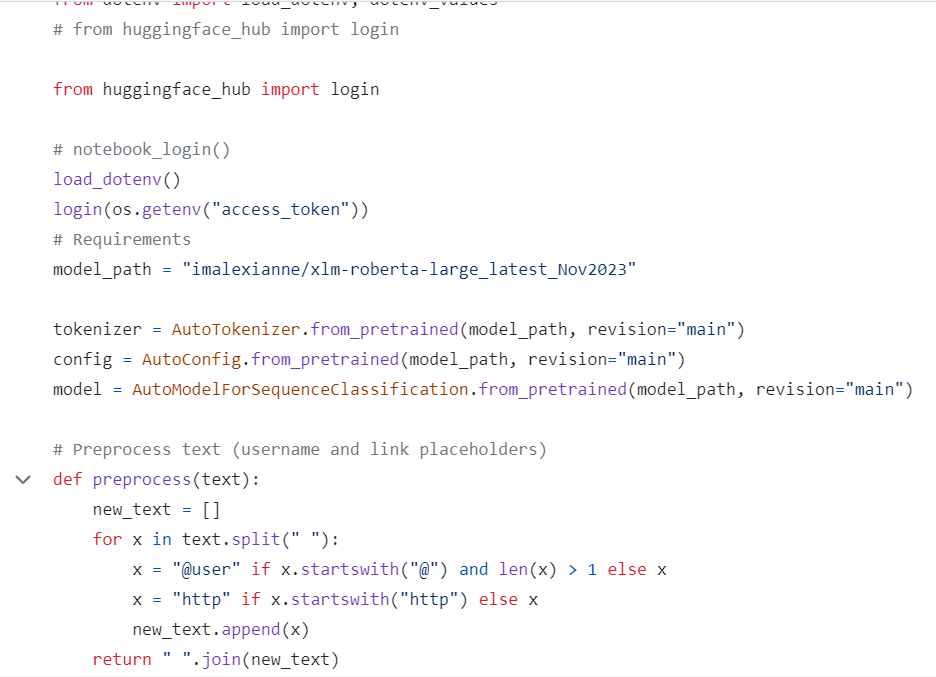 from dotenv import load_dotenv, dotenv_values
# from huggingface_hub import login
from huggingface_hub import login
# notebook_login()
load_dotenv()
login(os.getenv("access_token"))
# Requirements
model_path = "imalexianne/xlm-roberta-large_latest_Nov2023"
tokenizer = AutoTokenizer.from_pretrained(model_path, revision="main")
config = AutoConfig.from_pretrained(model_path, revision="main")
model = AutoModelForSequenceClassification.from_pretrained(model_path, revision="main")
# Preprocess text (username and link placeholders)
def preprocess(text):
    new_text = []
    for x in text.split(" "):
        x = "@user" if x.startswith("@") and len(x) > 1 else x
        x = "http" if x.startswith("http") else x
        new_text.append(x)
    return " ".join(new_text)